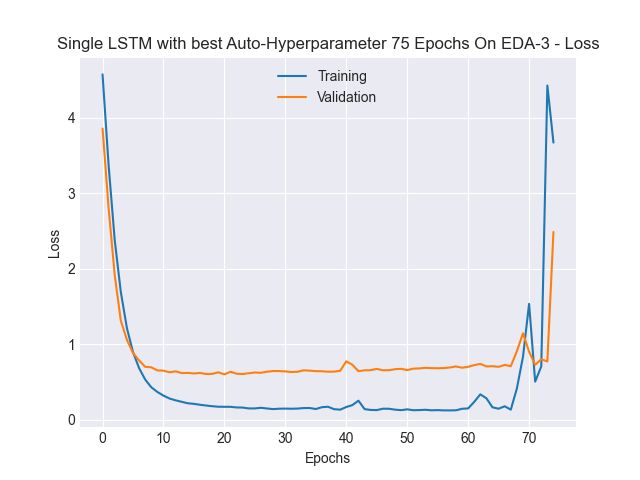 Single LSTM with best Auto-Hyperparameter 75 Epochs On EDA-3 - Loss
Training
Validation
4
3
2
1
0
Loss
0 10 20 30 40 50 60 70
Epochs